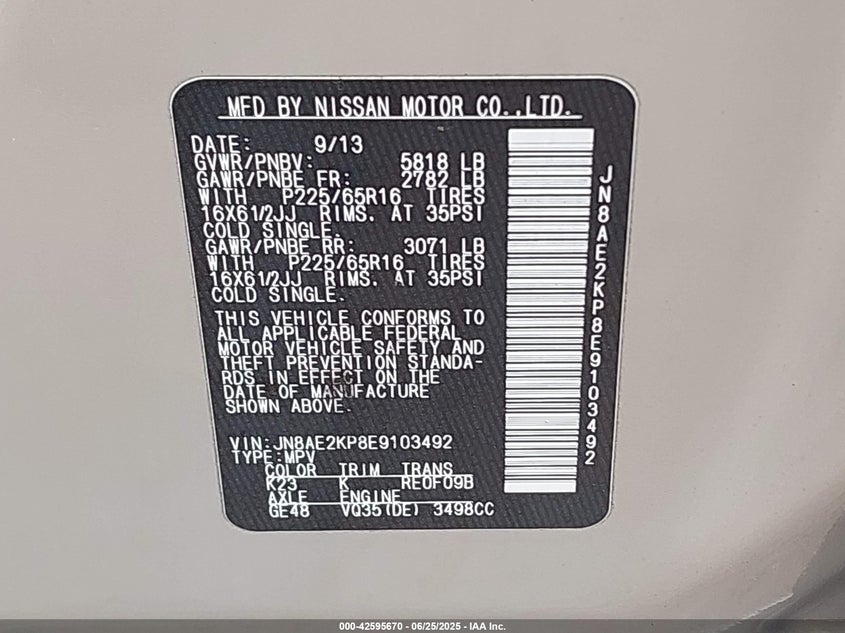 MFD BY NISSAN MOTOR CO.,LTD.
DATE: 9/13
GVWR/PNBV: 5818 LB
GAWR/PNBE FR: 2782 LB
WITH P225/65R16 TIRES
16X61/2JJ RIMS. AT 35PSI
COLD SINGLE.
GAWR/PNBE RR: 3071 LB
WITH P225/65R16 TIRES
16X61/2JJ RIMS. AT 35PSI
COLD SINGLE.
THIS VEHICLE CONFORMS TO
ALL APPLICABLE FEDERAL
MOTOR VEHICLE SAFETY AND
THEFT PREVENTION STANDA-
RDS IN EFFECT ON THE
DATE OF MANUFACTURE
SHOWN ABOVE.
VIN:JN8AE2KP8E9103492
TYPE:MPV
COLOR TRIM TRANS
K23 K RE0F09B
AXLE ENGINE
GE48 VQ35(DE) 3498CC
JN8AE2KP8E9103492
000-42595670 - 06/25/2025 - IAA Inc.